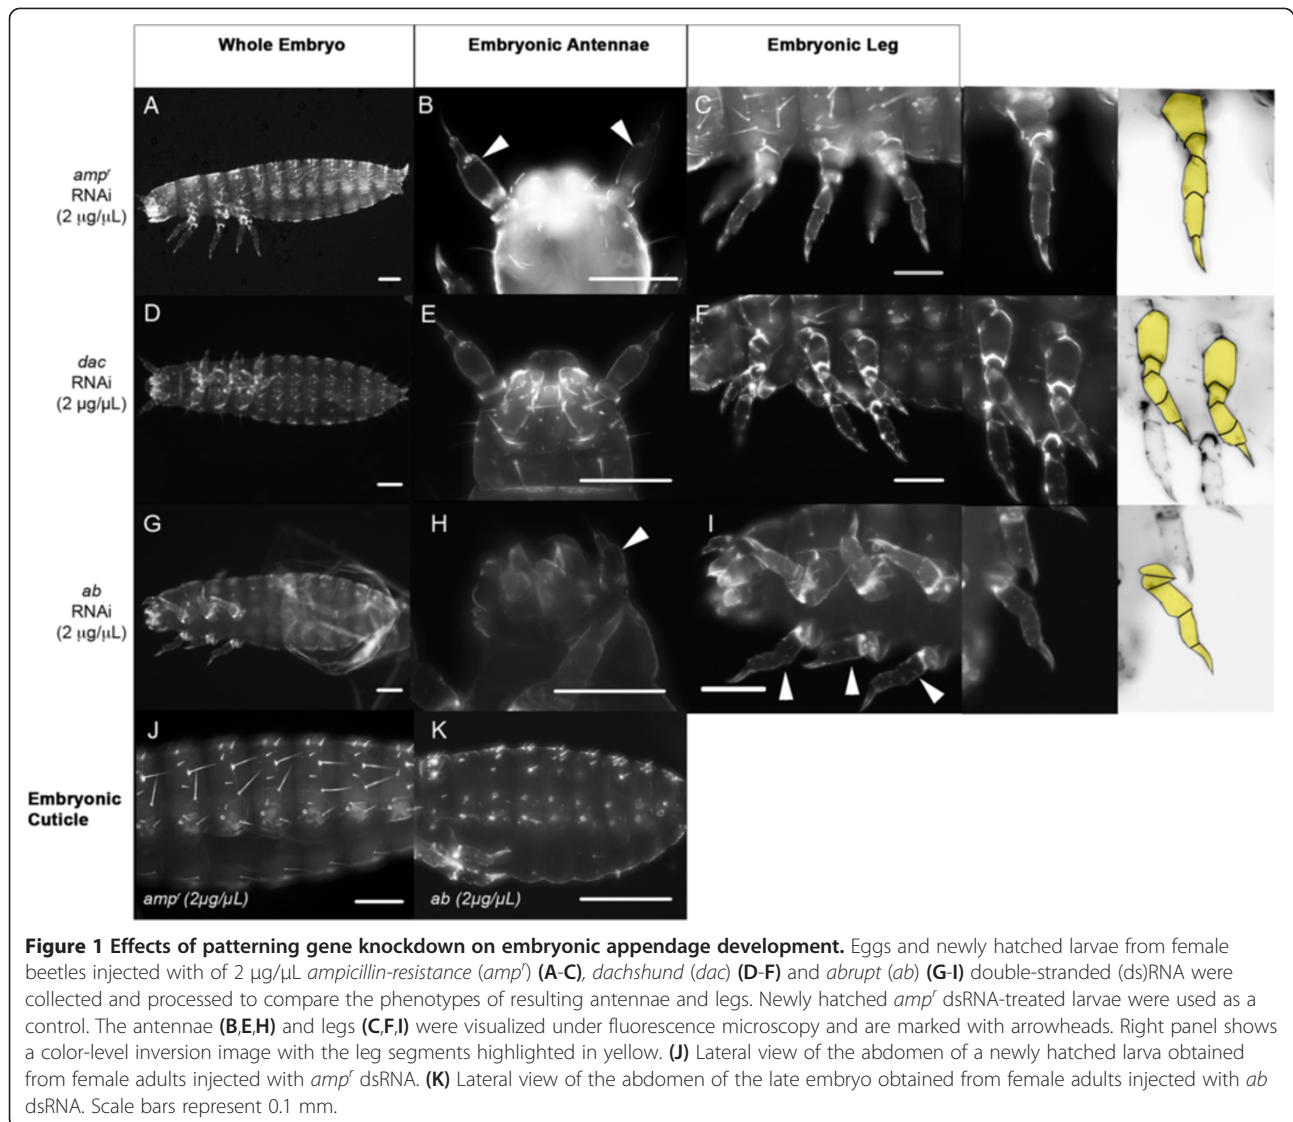 Whole Embryo
Embryonic Antennae
Embryonic Leg
A
B
C
ampʳ
RNAi
(2 µg/µL)
D
E
F
dac
RNAi
(2 µg/µL)
G
H
I
ab
RNAi
(2 µg/µL)
J
K
Embryonic
Cuticle
ampʳ (2µg/µL)
ab (2µg/µL)
Figure 1 Effects of patterning gene knockdown on embryonic appendage development. Eggs and newly hatched larvae from female
beetles injected with of 2 µg/µL ampicillin-resistance (ampʳ) (A-C), dachshund (dac) (D-F) and abrupt (ab) (G-I) double-stranded (ds)RNA were
collected and processed to compare the phenotypes of resulting antennae and legs. Newly hatched ampʳ dsRNA-treated larvae were used as a
control. The antennae (B,E,H) and legs (C,F,I) were visualized under fluorescence microscopy and are marked with arrowheads. Right panel shows
a color-level inversion image with the leg segments highlighted in yellow. (J) Lateral view of the abdomen of a newly hatched larva obtained
from female adults injected with ampʳ dsRNA. (K) Lateral view of the abdomen of the late embryo obtained from female adults injected with ab
dsRNA. Scale bars represent 0.1 mm.